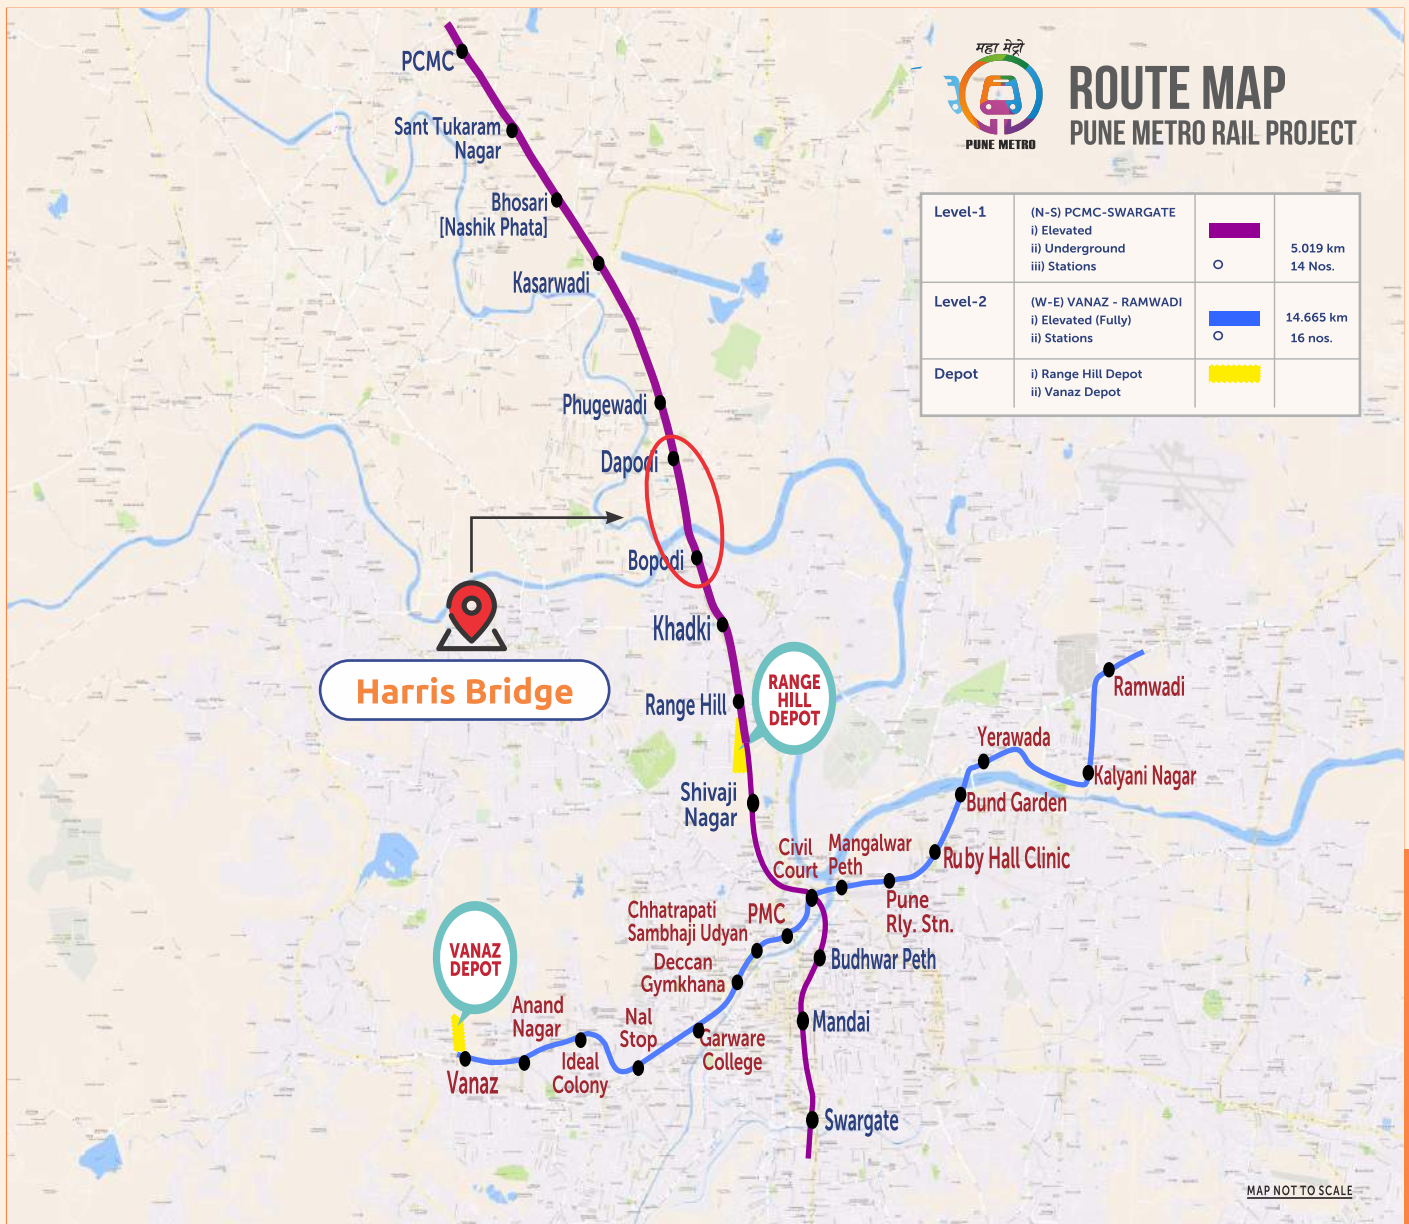 महा मेट्रो
PUNE METRO
ROUTE MAP
PUNE METRO RAIL PROJECT
Level-1
(N-S) PCMC-SWARGATE
i) Elevated
ii) Underground
5.019 km
iii) Stations
14 Nos.
Level-2
(W-E) VANAZ - RAMWADI
i) Elevated (Fully)
14.665 km
ii) Stations
16 nos.
Depot
i) Range Hill Depot
ii) Vanaz Depot
PCMC
Sant Tukaram
Nagar
Bhosari
[Nashik Phata]
Kasarwadi
Phugewadi
Dapodi
Bopodi
Khadki
Harris Bridge
Range Hill
RANGE
HILL
DEPOT
Shivaji
Nagar
Ramwadi
Yerawada
Kalyani Nagar
Bund Garden
Ruby Hall Clinic
Civil
Court
Mangalwar
Peth
Pune
Rly. Stn.
PMC
Chhatrapati
Sambhaji Udyan
Deccan
Gymkhana
Budhwar Peth
Mandai
Swargate
VANAZ
DEPOT
Vanaz
Anand
Nagar
Ideal
Colony
Nal
Stop
Garware
College
MAP NOT TO SCALE